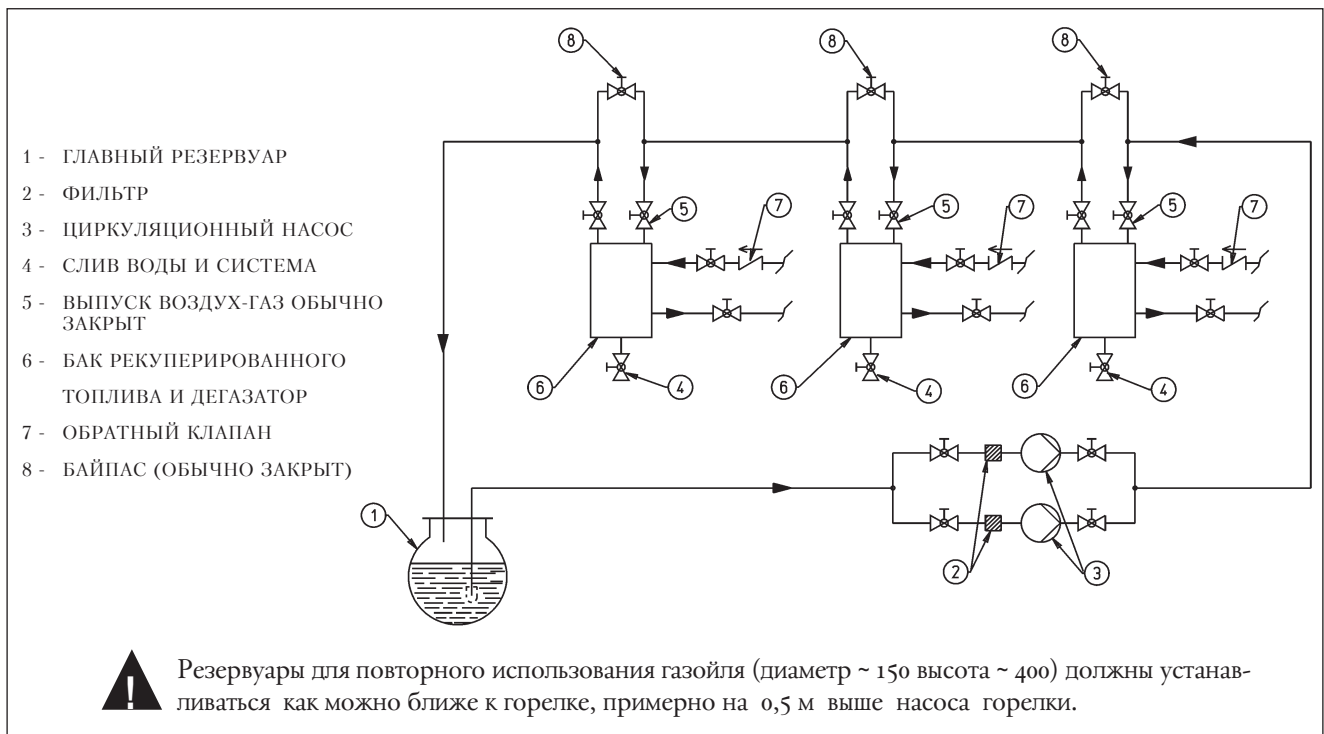 8
8
8
1 - ГЛАВНЫЙ РЕЗЕРВУАР
2 - ФИЛЬТР
3 - ЦИРКУЛЯЦИОННЫЙ НАСОС
4 - СЛИВ ВОДЫ И СИСТЕМА
5 - ВЫПУСК ВОЗДУХ-ГАЗ ОБЫЧНО
ЗАКРЫТ
6 - БАК РЕКУПЕРИРОВАННОГО
ТОПЛИВА И ДЕГАЗАТОР
7 - ОБРАТНЫЙ КЛАПАН
8 - БАЙПАС (ОБЫЧНО ЗАКРЫТ)
5
7
5
7
5
7
6
4
6
4
6
4
1
2
3
! Резервуары для повторного использования газойля (диаметр ~ 150 высота ~ 400) должны устанав-
ливаться как можно ближе к горелке, примерно на 0,5 м выше насоса горелки.